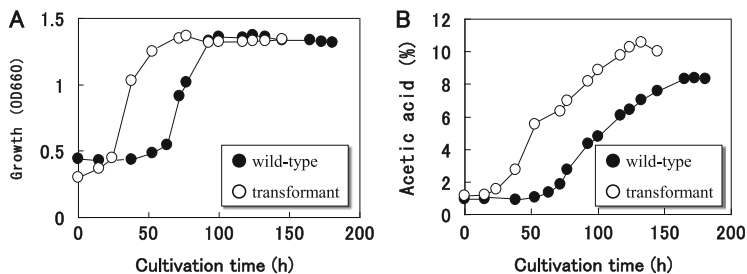 A
Growth (OD660)
1.5
1
0.5
0
wild-type
transformant
0 50 100 150 200
Cultivation time (h)
B
Acetic acid (%)
12
10
8
6
4
2
0
wild-type
transformant
0 50 100 150 200
Cultivation time (h)